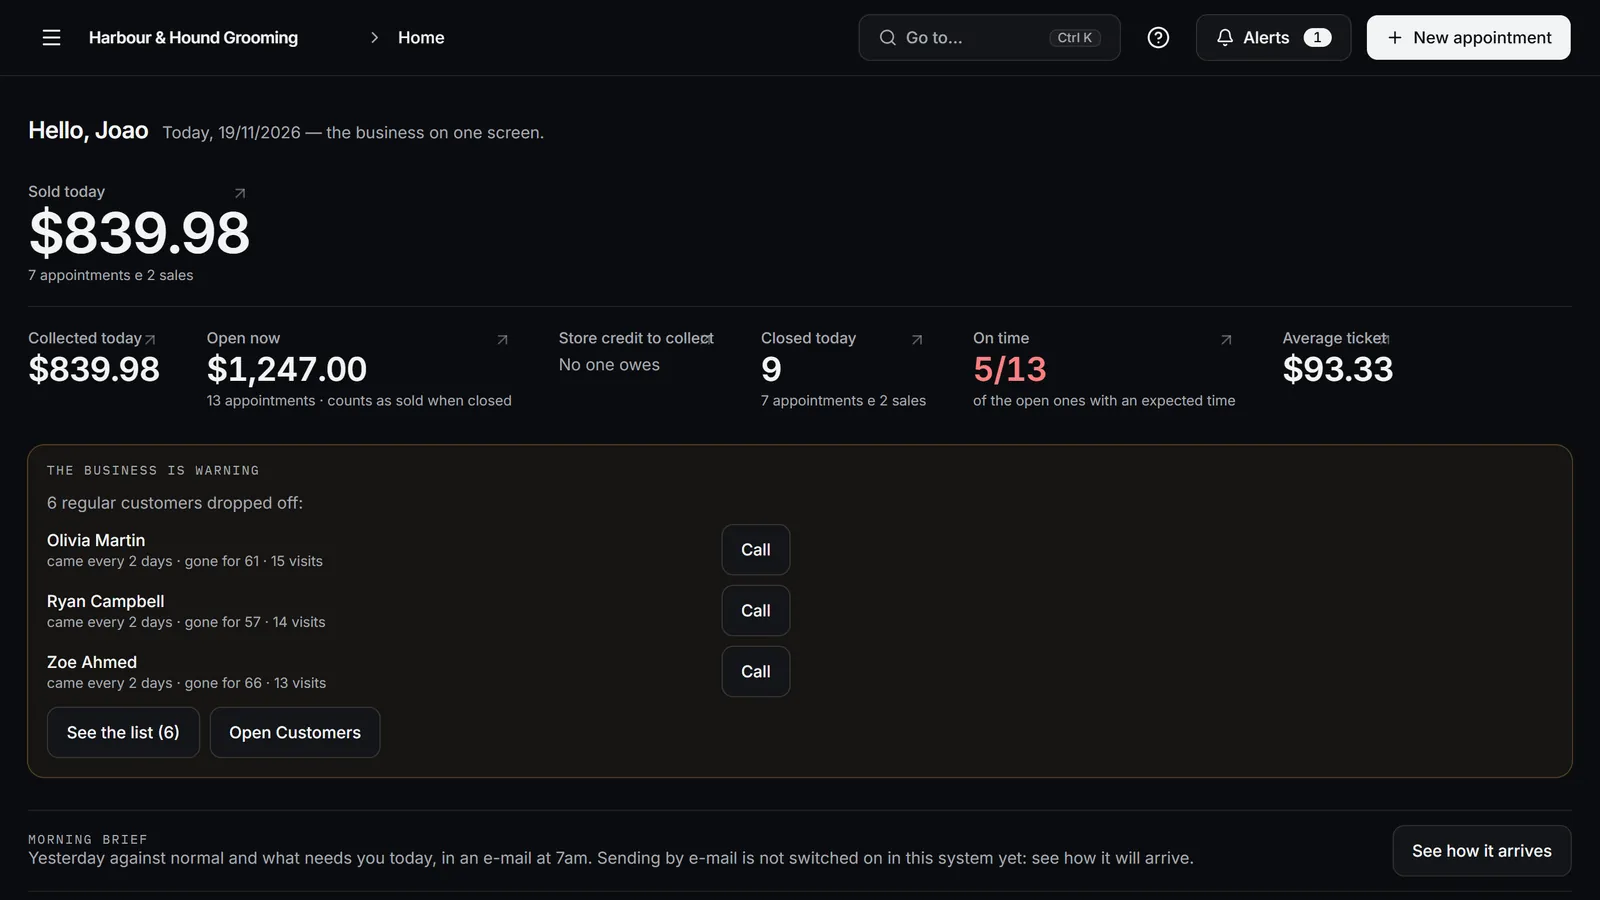 Harbour & Hound Grooming
Home
Go to...
Ctrl K
Alerts 1
New appointment
Hello, Joao
Today, 19/11/2026 — the business on one screen.
Sold today
$839.98
7 appointments e 2 sales
Collected today
$839.98
Open now
$1,247.00
13 appointments · counts as sold when closed
Store credit to collect
No one owes
Closed today
9
7 appointments e 2 sales
On time
5/13
of the open ones with an expected time
Average ticket
$93.33
THE BUSINESS IS WARNING
6 regular customers dropped off:
Olivia Martin
came every 2 days · gone for 61 · 15 visits
Call
Ryan Campbell
came every 2 days · gone for 57 · 14 visits
Call
Zoe Ahmed
came every 2 days · gone for 66 · 13 visits
Call
See the list (6)
Open Customers
MORNING BRIEF
Yesterday against normal and what needs you today, in an e-mail at 7am. Sending by e-mail is not switched on in this system yet: see how it will arrive.
See how it arrives